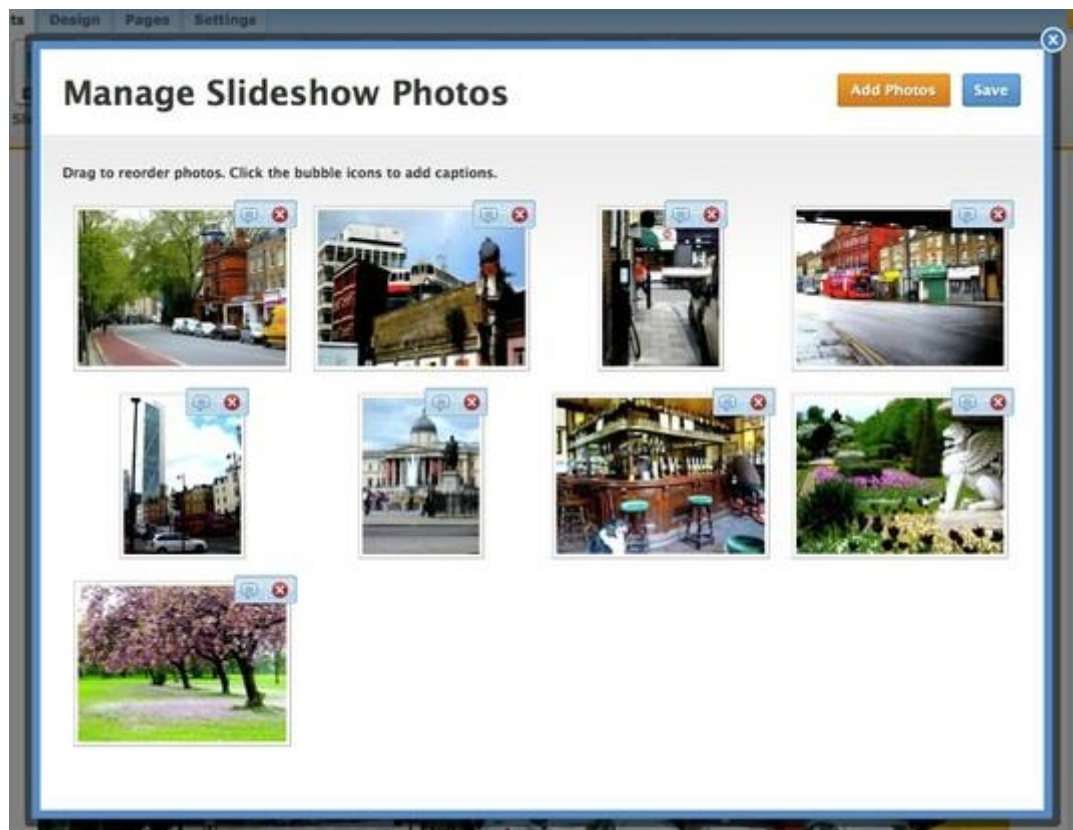 ts Design Pages Settings
Manage Slideshow Photos
Add Photos Save
Drag to reorder photos. Click the bubble icons to add captions.